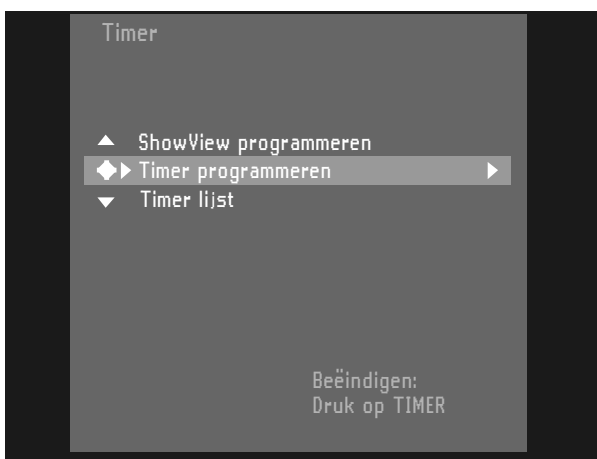 Timer
ShowView programmeren
Timer programmeren
Timer lijst
Beëindigen:
Druk op TIMER